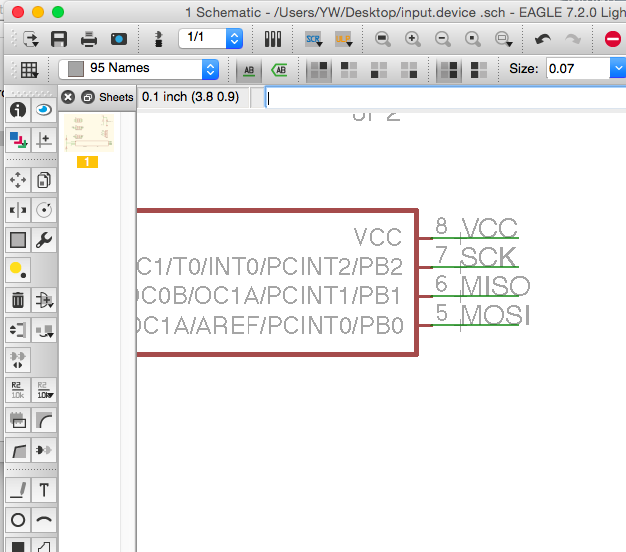 1 Schematic - /Users/YW/Desktop/input.device .sch - EAGLE 7.2.0 Ligh
1/1
SCR
ULP
95 Names
AB
AB
Size: 0.07
Sheets
0.1 inch (3.8 0.9)
JP2
1
8 VCC
VCC
7 SCK
C1/T0/INT0/PCINT2/PB2
6 MISO
OC0B/OC1A/PCINT1/PB1
5 MOSI
OC1A/AREF/PCINT0/PB0
R2
10k
R2
10k
T